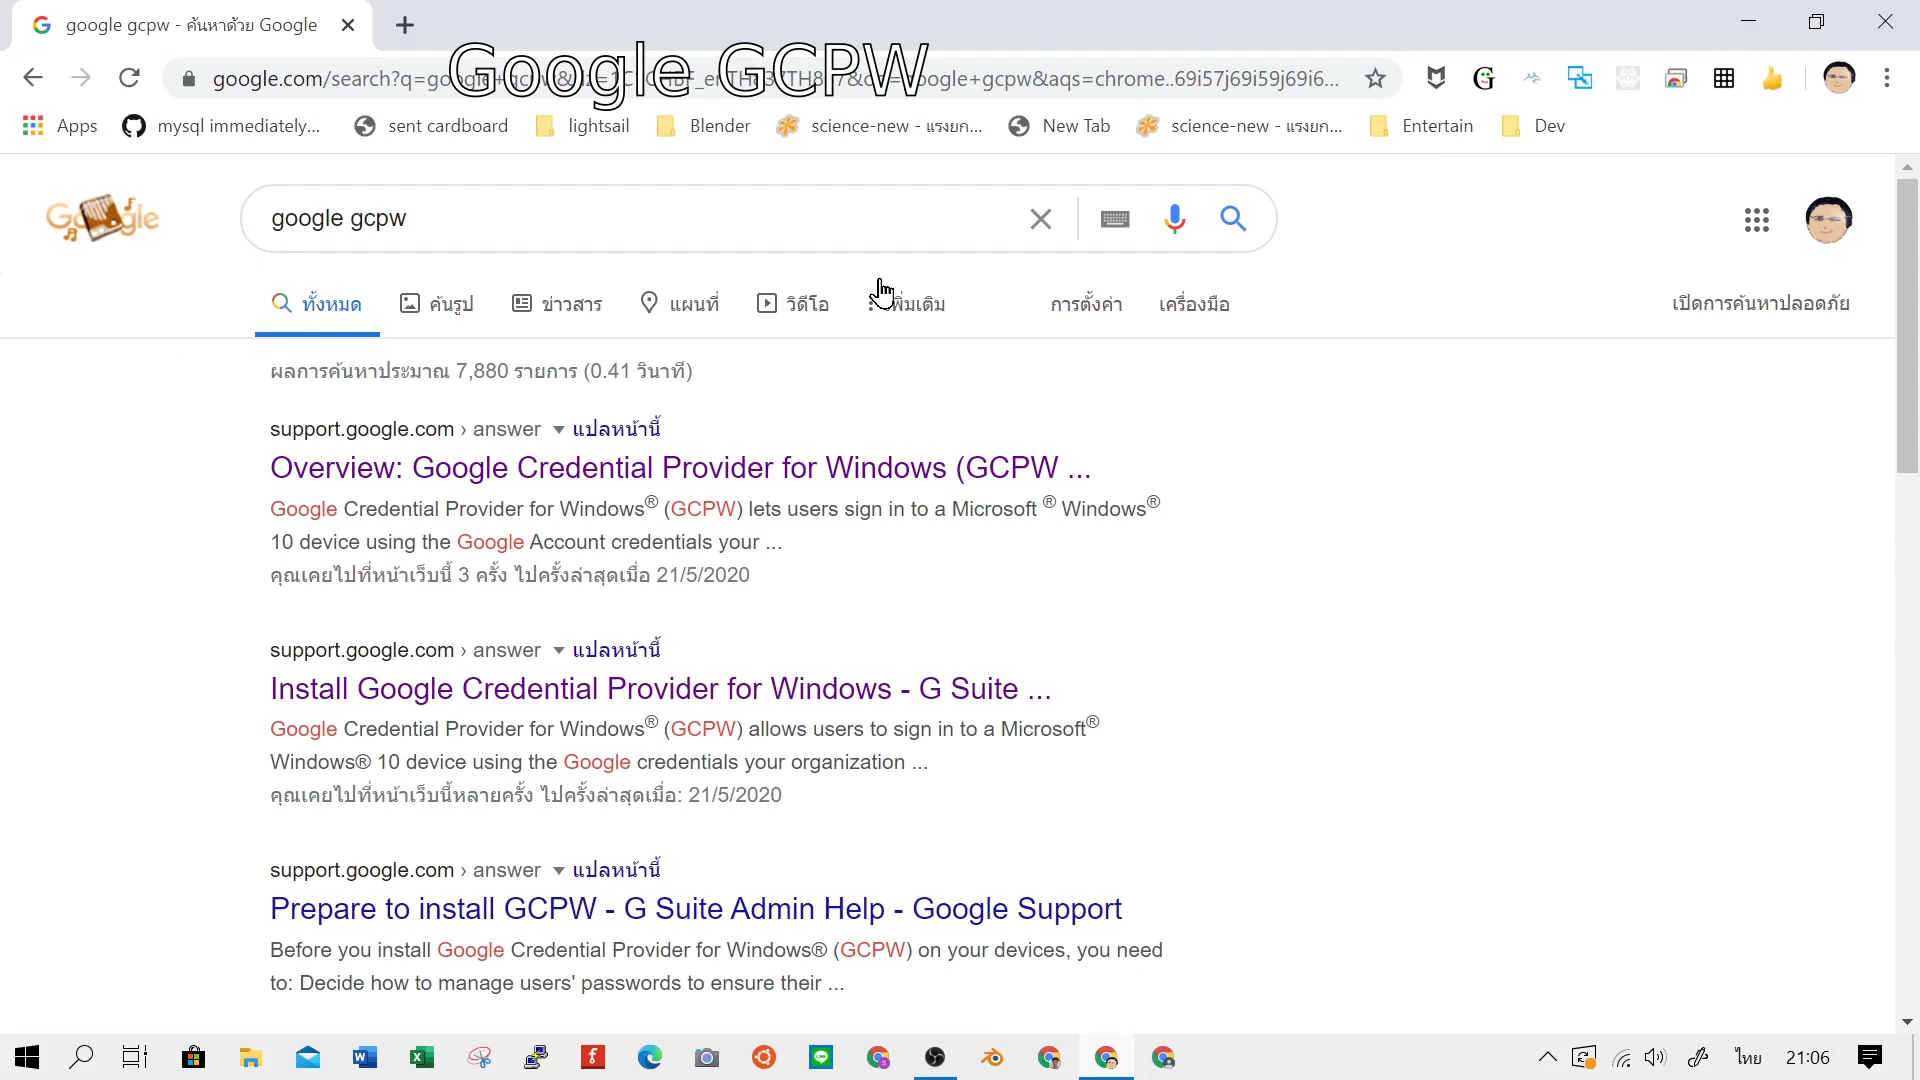 google gcpw - ค้นหาด้วย Google
Google GCPW
google.com/search?q=
google+gcpw&aqs=chrome..69i57j69i59j69i6...
Apps
mysql immediately...
sent cardboard
lightsail
Blender
science-new - แรงยก...
New Tab
science-new - แรงยก...
Entertain
Dev
Google
google gcpw
ทั้งหมด
ค้นรูป
ข่าวสาร
แผนที่
วิดีโอ
เพิ่มเติม
การตั้งค่า
เครื่องมือ
เปิดการค้นหาปลอดภัย
ผลการค้นหาประมาณ 7,880 รายการ (0.41 วินาที)
support.google.com › answer ▼ แปลหน้านี้
Overview: Google Credential Provider for Windows (GCPW ...
Google Credential Provider for Windows® (GCPW) lets users sign in to a Microsoft ® Windows®
10 device using the Google Account credentials your ...
คุณเคยไปที่หน้าเว็บนี้ 3 ครั้ง ไปครั้งล่าสุดเมื่อ 21/5/2020
support.google.com › answer ▼ แปลหน้านี้
Install Google Credential Provider for Windows - G Suite ...
Google Credential Provider for Windows® (GCPW) allows users to sign in to a Microsoft®
Windows® 10 device using the Google credentials your organization ...
คุณเคยไปที่หน้าเว็บนี้หลายครั้ง ไปครั้งล่าสุดเมื่อ: 21/5/2020
support.google.com › answer ▼ แปลหน้านี้
Prepare to install GCPW - G Suite Admin Help - Google Support
Before you install Google Credential Provider for Windows® (GCPW) on your devices, you need
to: Decide how to manage users' passwords to ensure their ...
ไทย
21:06